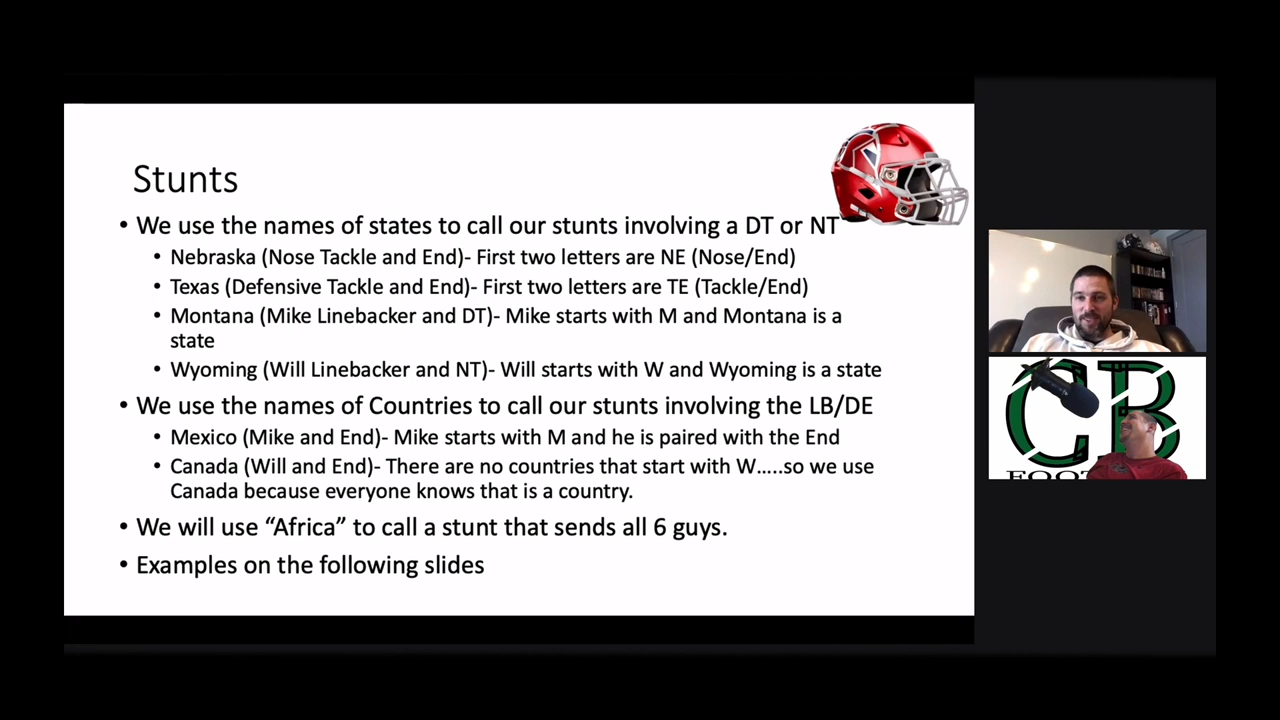 Stunts
• We use the names of states to call our stunts involving a DT or NT
• Nebraska (Nose Tackle and End)- First two letters are NE (Nose/End)
• Texas (Defensive Tackle and End)- First two letters are TE (Tackle/End)
• Montana (Mike Linebacker and DT)- Mike starts with M and Montana is a
state
• Wyoming (Will Linebacker and NT)- Will starts with W and Wyoming is a state
• We use the names of Countries to call our stunts involving the LB/DE
• Mexico (Mike and End)- Mike starts with M and he is paired with the End
• Canada (Will and End)- There are no countries that start with W…..so we use
Canada because everyone knows that is a country.
• We will use “Africa” to call a stunt that sends all 6 guys.
• Examples on the following slides
CB